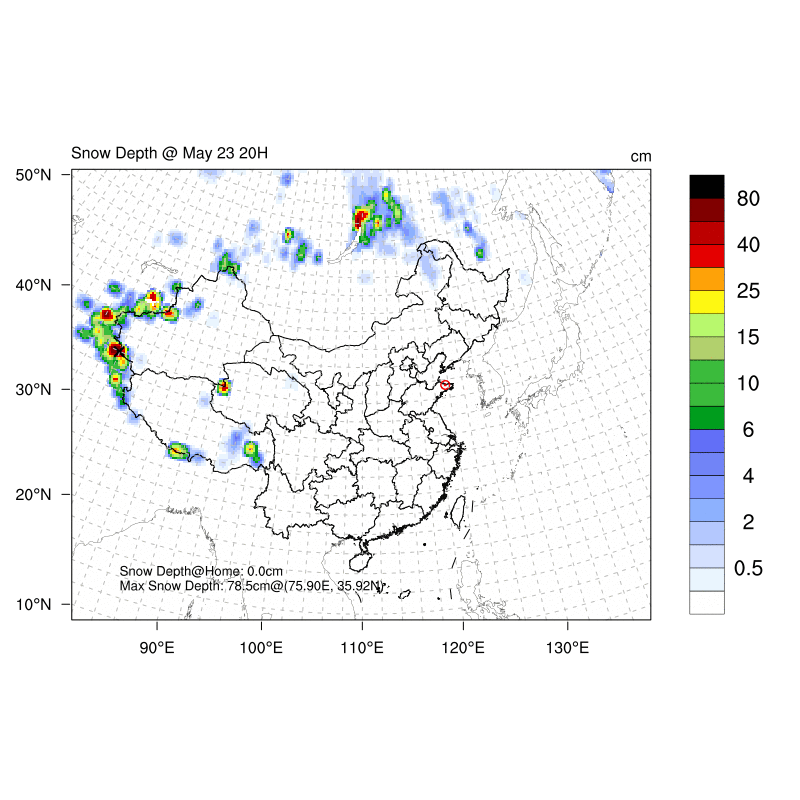 Snow Depth @ May 23 20H
cm
50°N
40°N
30°N
20°N
10°N
90°E
100°E
110°E
120°E
130°E
80
40
25
15
10
6
4
2
0.5
Snow Depth@Home: 0.0cm
Max Snow Depth: 78.5cm@(75.90E, 35.92N)